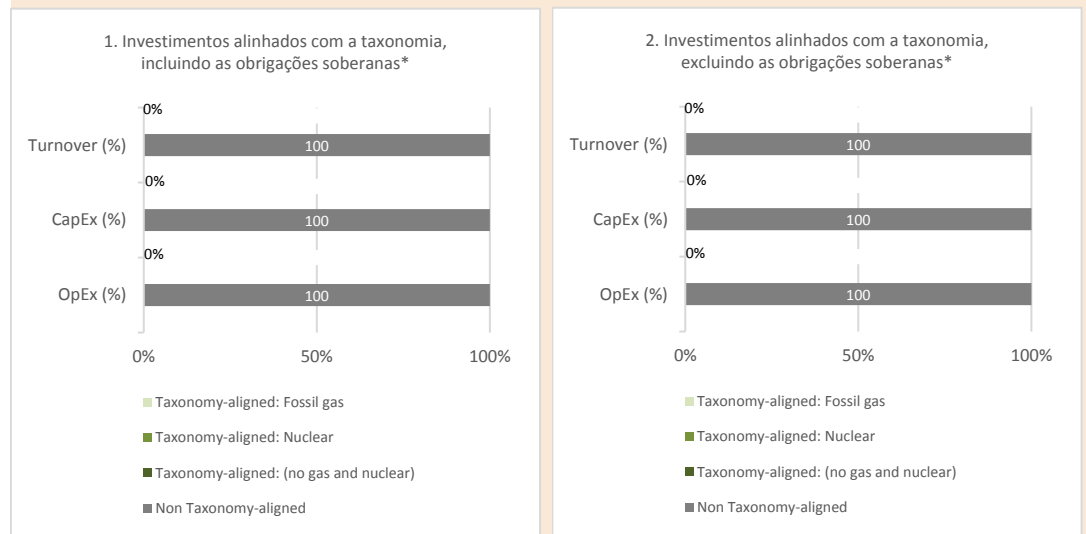 1. Investimentos alinhados com a taxonomia,
incluindo as obrigações soberanas*
0%
Turnover (%)
100
0%
CapEx (%)
100
0%
OpEx (%)
100
0%
50%
100%
Taxonomy-aligned: Fossil gas
Taxonomy-aligned: Nuclear
Taxonomy-aligned: (no gas and nuclear)
Non Taxonomy-aligned
2. Investimentos alinhados com a taxonomia,
excluindo as obrigações soberanas*
0%
Turnover (%)
100
0%
CapEx (%)
100
0%
OpEx (%)
100
0%
50%
100%
Taxonomy-aligned: Fossil gas
Taxonomy-aligned: Nuclear
Taxonomy-aligned: (no gas and nuclear)
Non Taxonomy-aligned